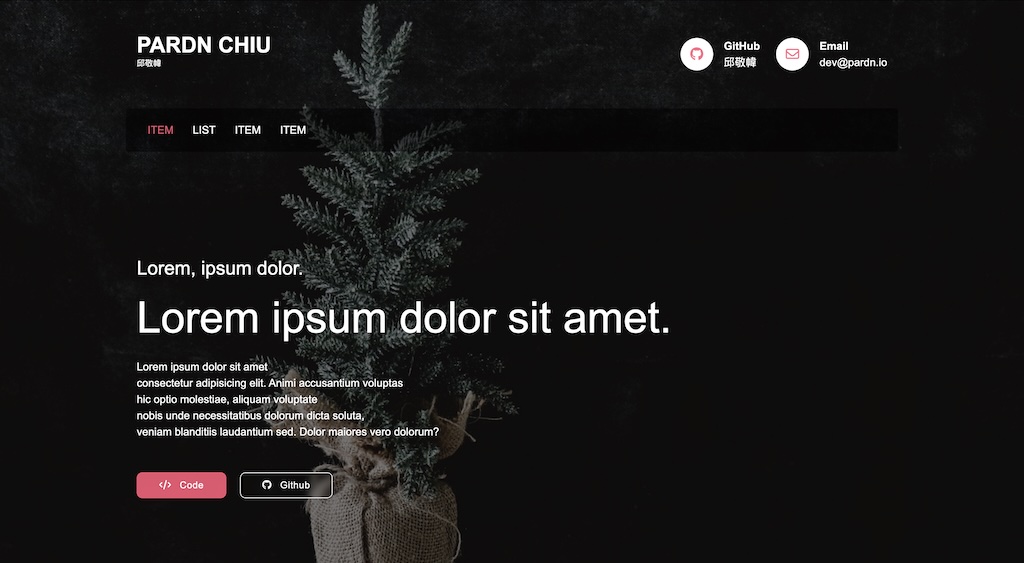 PARDN CHIU
邱敬幃
GitHub
邱敬幃
Email
dev@pardn.io
ITEM LIST ITEM ITEM
Lorem, ipsum dolor.
Lorem ipsum dolor sit amet.
Lorem ipsum dolor sit amet
consectetur adipisicing elit. Animi accusantium voluptas
hic optio molestiae, aliquam voluptate
nobis unde necessitatibus dolorum dicta soluta,
veniam blanditiis laudantium sed. Dolor maiores vero dolorum?
</> Code
Github